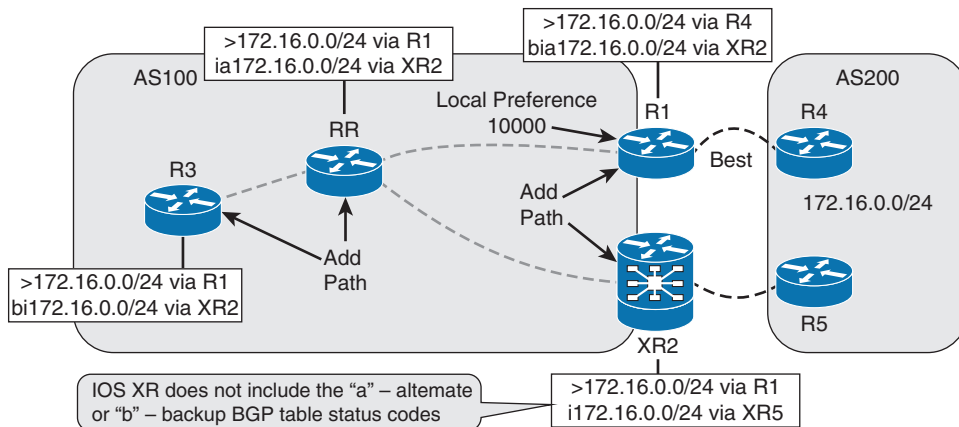 >172.16.0.0/24 via R1
ia172.16.0.0/24 via XR2
>172.16.0.0/24 via R4
bia172.16.0.0/24 via XR2
AS100
AS200
Local Preference
10000
R1
R4
RR
Best
R3
172.16.0.0/24
Add
Path
Add
Path
>172.16.0.0/24 via R1
bi172.16.0.0/24 via XR2
R5
XR2
IOS XR does not include the “a” – alternate
or “b” – backup BGP table status codes
>172.16.0.0/24 via R1
i172.16.0.0/24 via XR5